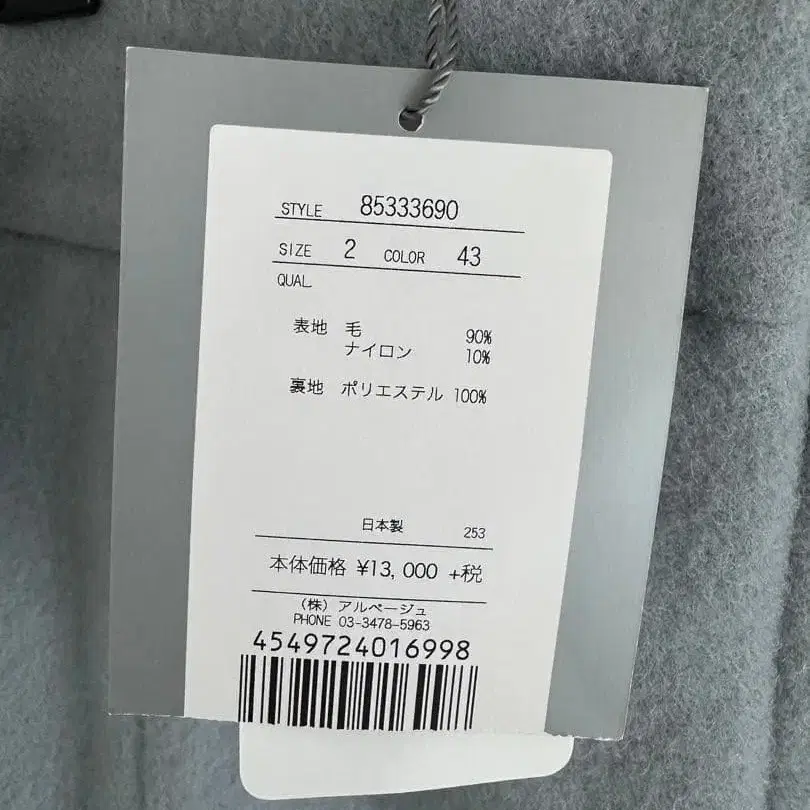 STYLE 85333690
SIZE 2 COLOR 43
QUAL
表地 毛 90%
ナイロン 10%
裏地 ポリエステル 100%
日本製 253
本体価格 ¥13,000 +税
(株) アルページュ
PHONE 03-3478-5963
4549724016998